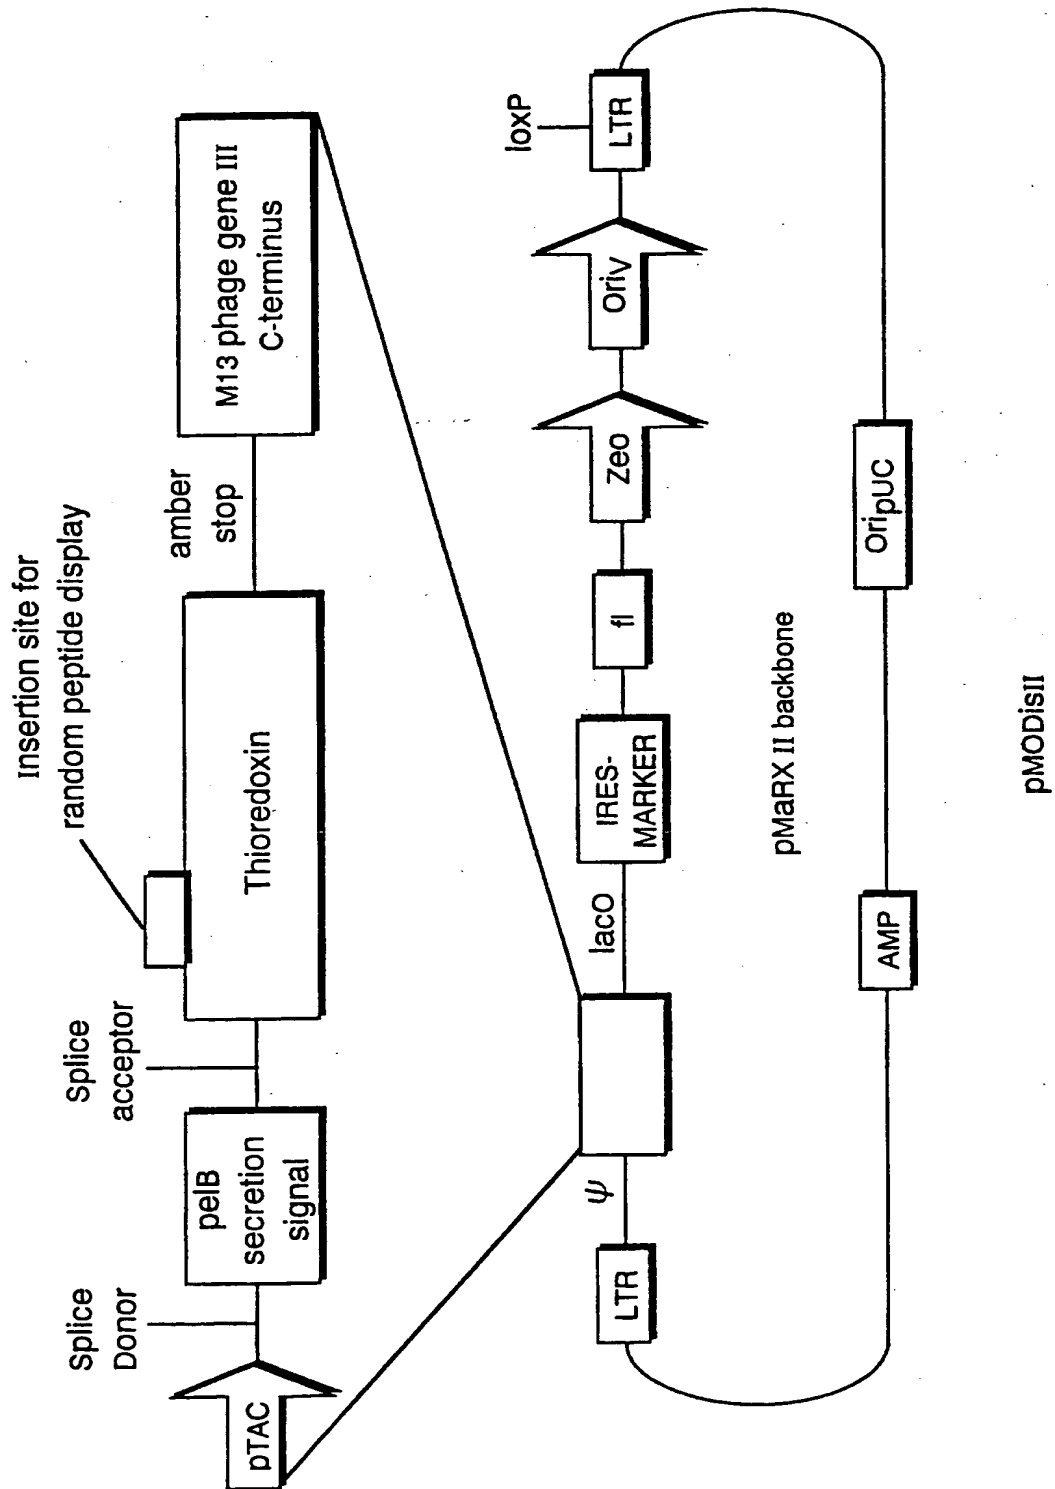 Insertion site for
random peptide display
Splice
Donor
Splice
acceptor
amber
stop
pTAC
pelB
secretion
signal
Thioredoxin
M13 phage gene III
C-terminus
loxP
LTR
ψ
lacO
IRES-
MARKER
fl
Zeo
OriV
LTR
pMaRX II backbone
AMP
OripUC
pMODisII